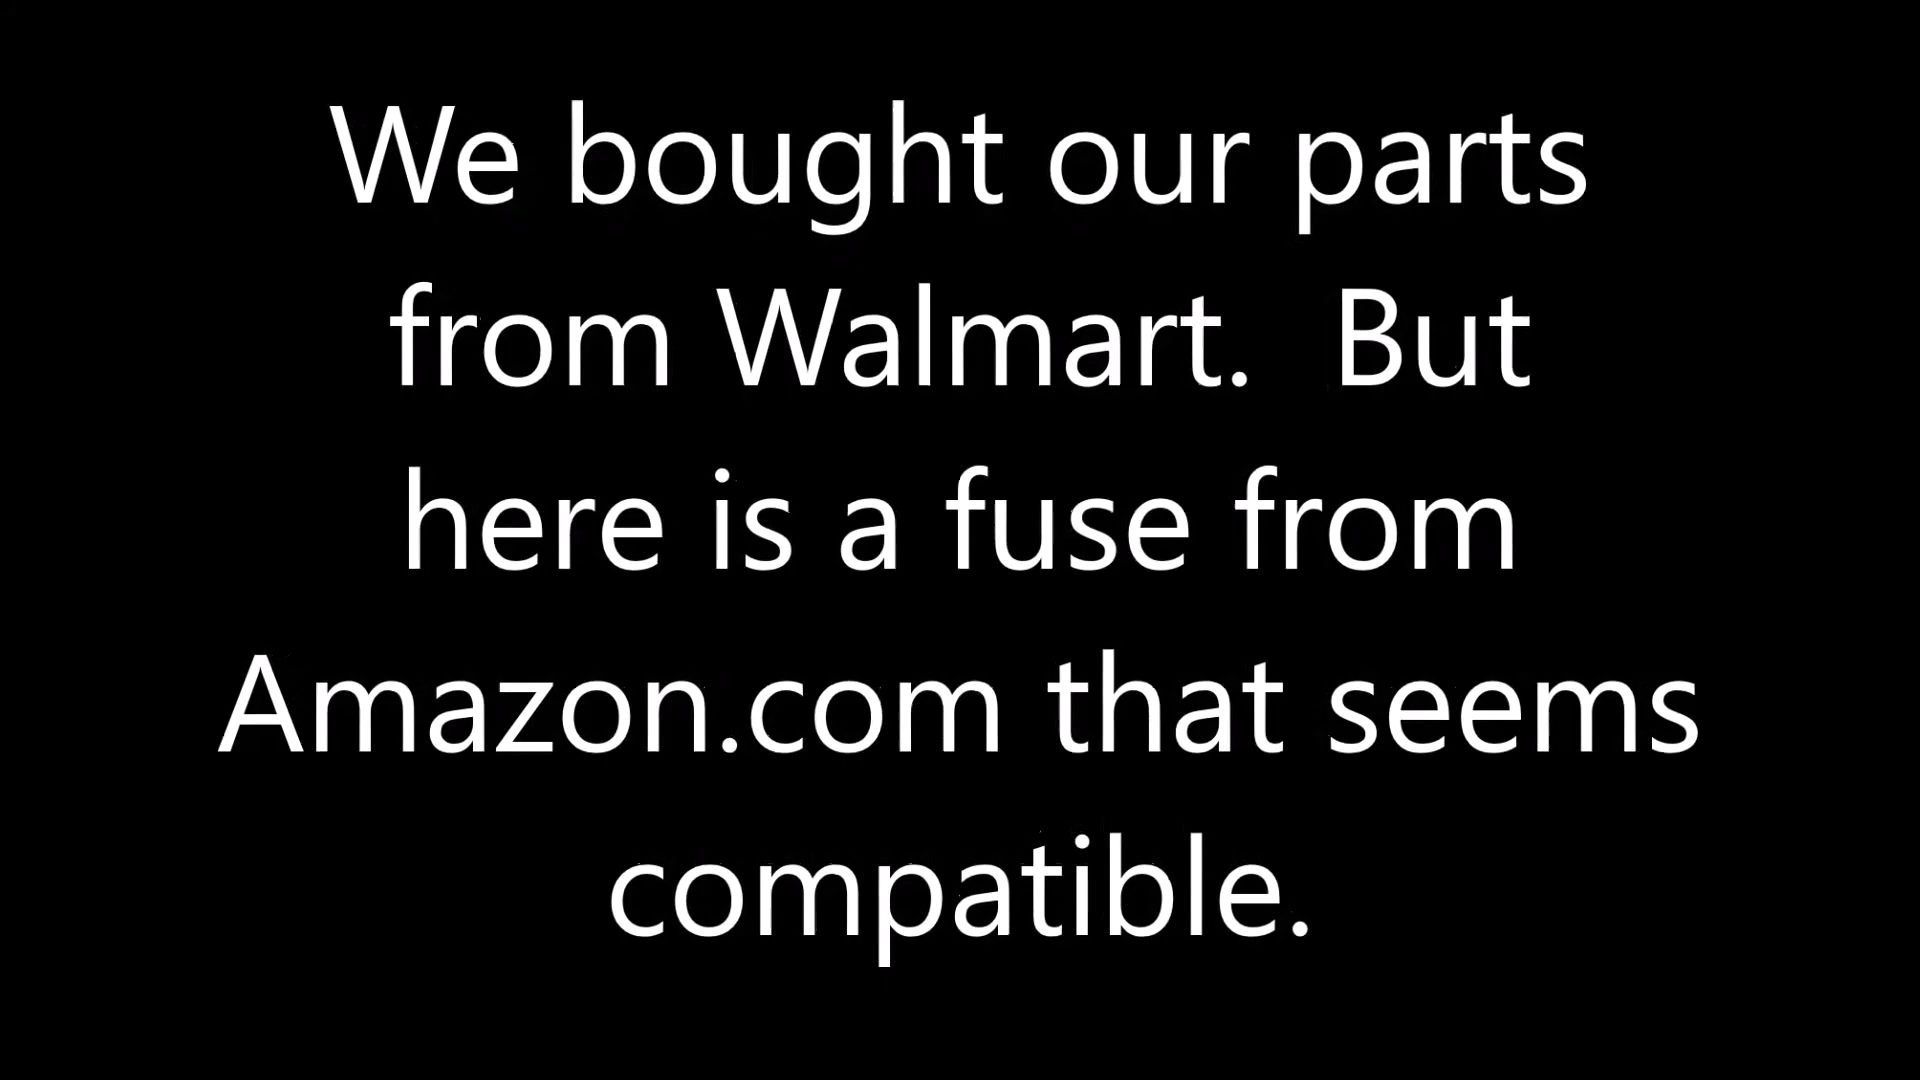 We bought our parts
from Walmart.  But
here is a fuse from
Amazon.com that seems
compatible.